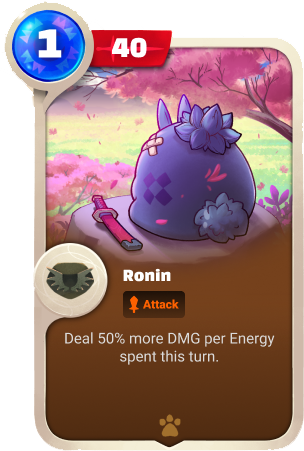 1
40
Ronin
Attack
Deal 50% more DMG per Energy
spent this turn.